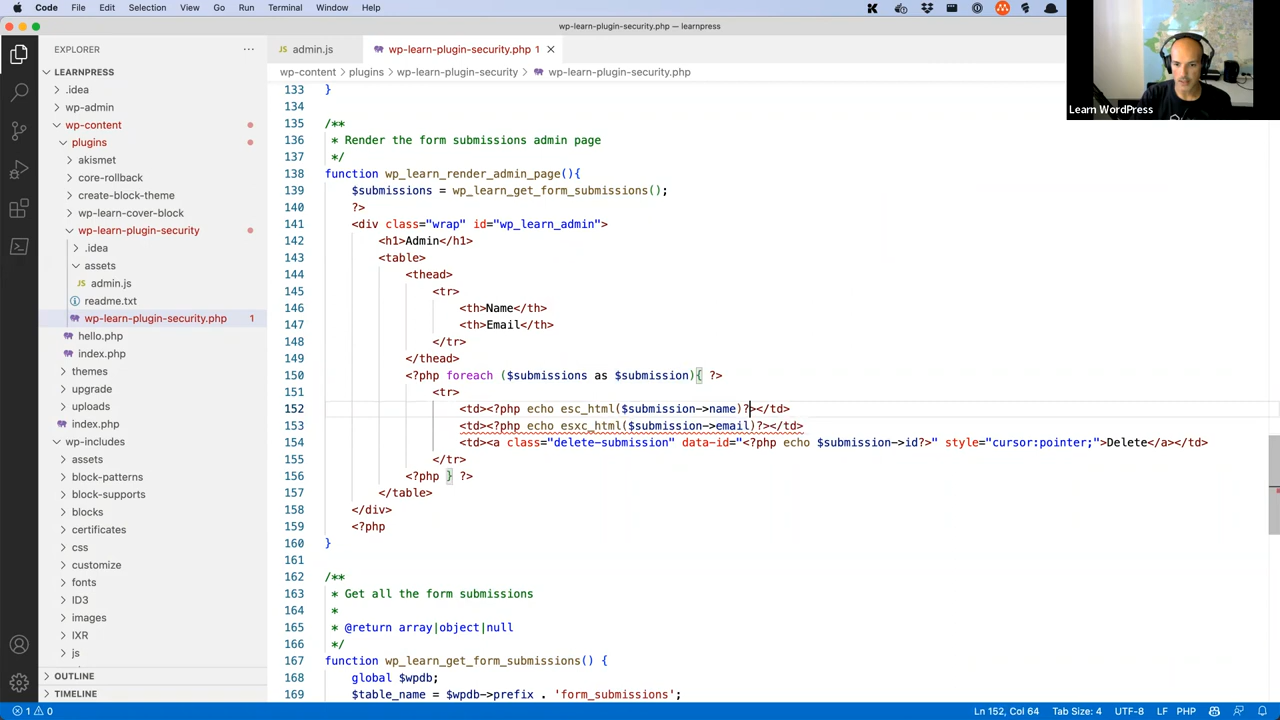 Code File Edit Selection View Go Run Terminal Window Help
wp-learn-plugin-security.php — learnpress
EXPLORER
admin.js
wp-learn-plugin-security.php 1
LEARNPRESS
wp-content > plugins > wp-learn-plugin-security > wp-learn-plugin-security.php
.idea
wp-admin
wp-content
plugins
akismet
core-rollback
create-block-theme
wp-learn-cover-block
wp-learn-plugin-security
.idea
assets
admin.js
readme.txt
wp-learn-plugin-security.php 1
hello.php
index.php
themes
upgrade
uploads
index.php
wp-includes
assets
block-patterns
block-supports
blocks
certificates
css
customize
fonts
ID3
images
IXR
js
OUTLINE
TIMELINE
133 }
134
135 /**
136 * Render the form submissions admin page
137 */
138 function wp_learn_render_admin_page(){
139 $submissions = wp_learn_get_form_submissions();
140 ?>
141 <div class="wrap" id="wp_learn_admin">
142 <h1>Admin</h1>
143 <table>
144 <thead>
145 <tr>
146 <th>Name</th>
147 <th>Email</th>
148 </tr>
149 </thead>
150 <?php foreach ($submissions as $submission){ ?>
151 <tr>
152 <td><?php echo esc_html($submission->name)?></td>
153 <td><?php echo esxc_html($submission->email)?></td>
154 <td><a class="delete-submission" data-id="<?php echo $submission->id?>" style="cursor:pointer;">Delete</a></td>
155 </tr>
156 <?php } ?>
157 </table>
158 </div>
159 <?php
160 }
161
162 /**
163 * Get all the form submissions
164 *
165 * @return array|object|null
166 */
167 function wp_learn_get_form_submissions() {
168 global $wpdb;
169 $table_name = $wpdb->prefix . 'form_submissions';
Learn WordPress
1 0
Ln 152, Col 64 Tab Size: 4 UTF-8 LF PHP